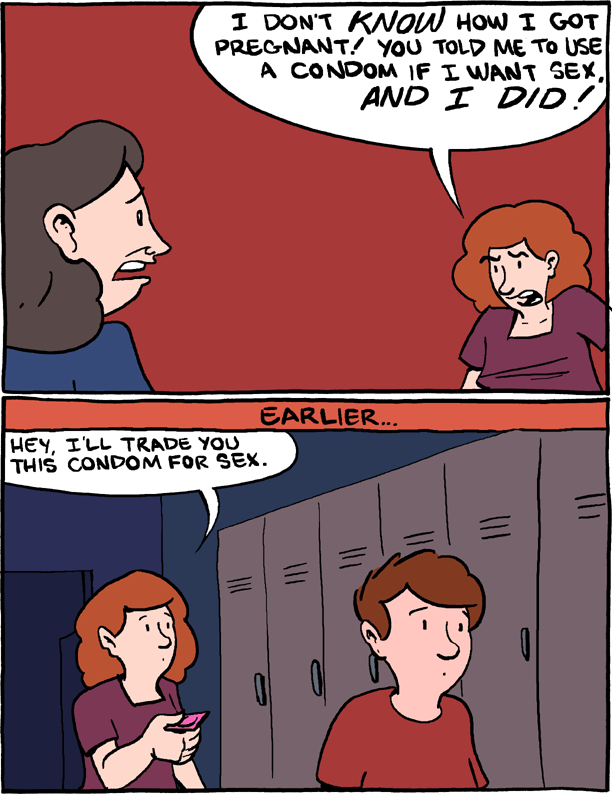 I DON'T KNOW HOW I GOT
PREGNANT! YOU TOLD ME TO USE
A CONDOM IF I WANT SEX,
AND I DID!
EARLIER...
HEY, I'LL TRADE YOU
THIS CONDOM FOR SEX.